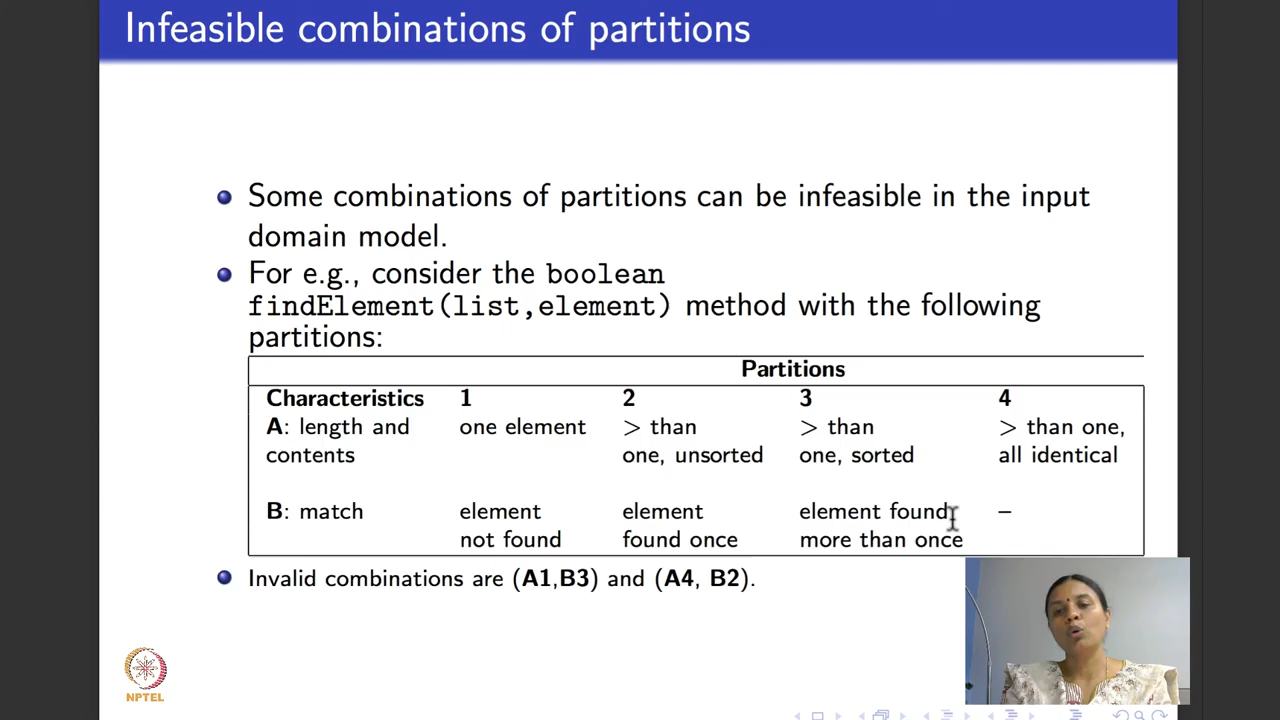 Infeasible combinations of partitions
Some combinations of partitions can be infeasible in the input
domain model.
For e.g., consider the boolean
findElement(list,element) method with the following
partitions:
Partitions
Characteristics 1 2 3 4
A: length and one element > than > than > than one,
contents one, unsorted one, sorted all identical
B: match element element element found –
not found found once more than once
Invalid combinations are (A1,B3) and (A4, B2).
NPTEL